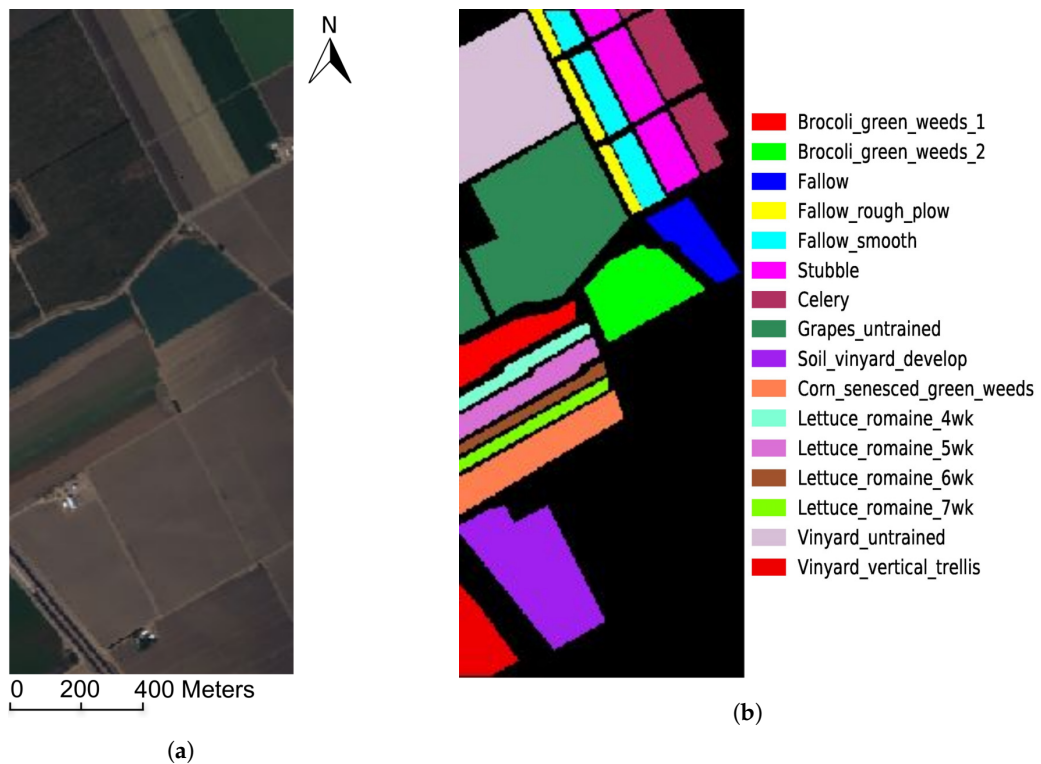 N
Brocoli_green_weeds_1
Brocoli_green_weeds_2
Fallow
Fallow_rough_plow
Fallow_smooth
Stubble
Celery
Grapes_untrained
Soil_vinyard_develop
Corn_senesced_green_weeds
Lettuce_romaine_4wk
Lettuce_romaine_5wk
Lettuce_romaine_6wk
Lettuce_romaine_7wk
Vinyard_untrained
Vinyard_vertical_trellis
0 200 400 Meters
(a)
(b)